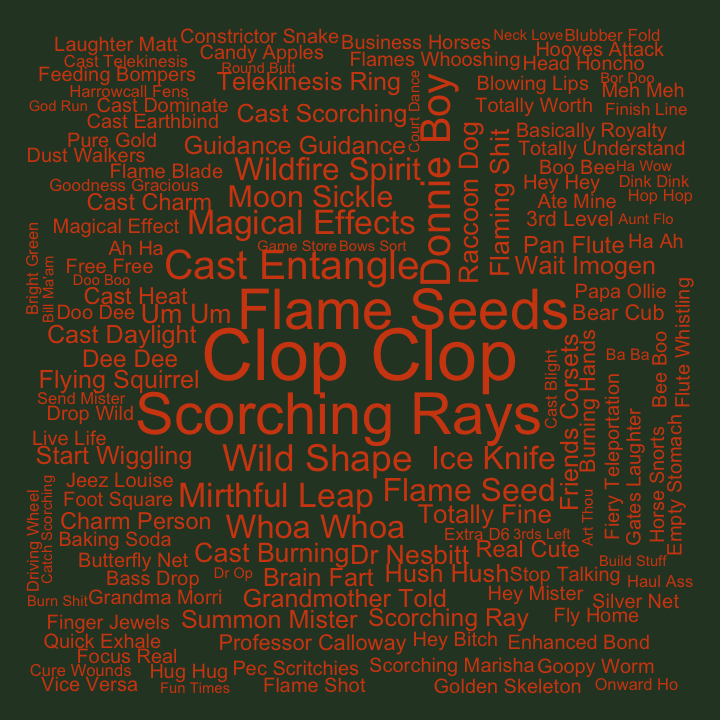 Constrictor Snake
Neck Love
Blubber Fold
Laughter Matt
Business Horses
Hooves Attack
Candy Apples
Cast Telekinesis
Flames Whooshing
Head Honcho
Round Butt
Feeding Bompers
Telekinesis Ring
Blowing Lips
Bor Doo
Harrowcall Fens
Meh Meh
God Run
Cast Dominate
Cast Scorching
Court Dance
Totally Worth
Finish Line
Cast Earthbind
Donnie Boy
Raccoon Dog
Flaming Shit
Basically Royalty
Pure Gold
Guidance Guidance
Totally Understand
Dust Walkers
Flame Blade
Wildfire Spirit
Boo Bee
Ha Wow
Goodness Gracious
Hey Hey
Dink Dink
Cast Charm
Moon Sickle
Ate Mine
Hop Hop
Magical Effect
Magical Effects
3rd Level
Aunt Flo
Ah Ha
Game Store
Bows Sort
Pan Flute
Ha Ah
Bright Green
Bill Ma'am
Free Free
Cast Entangle
Wait Imogen
Doo Boo
Cast Heat
Papa Ollie
Flute Whistling
Doo Dee
Um Um
Flame Seeds
Bear Cub
Cast Daylight
Dee Dee
Clop Clop
Cast Blight
Friends Corsets
Burning Hands
Ba Ba
Bee Boo
Flying Squirrel
Send Mister
Drop Wild
Scorching Rays
Fiery Teleportation
Gates Laughter
Horse Snorts
Empty Stomach
Live Life
Start Wiggling
Wild Shape
Ice Knife
Jeez Louise
Foot Square
Mirthful Leap
Flame Seed
Art Thou
Driving Wheel
Catch Scorching
Charm Person
Whoa Whoa
Totally Fine
Baking Soda
Extra D6
3rds Left
Butterfly Net
Cast Burning
Dr Nesbitt
Real Cute
Build Stuff
Bass Drop
Dr Op
Brain Fart
Hush Hush
Stop Talking
Haul Ass
Burn Shit
Grandma Morri
Grandmother Told
Hey Mister
Silver Net
Finger Jewels
Summon Mister
Scorching Ray
Fly Home
Quick Exhale
Professor Calloway
Hey Bitch
Enhanced Bond
Focus Real
Cure Wounds
Hug Hug
Pec Scritchies
Scorching Marisha
Goopy Worm
Vice Versa
Fun Times
Flame Shot
Golden Skeleton
Onward Ho